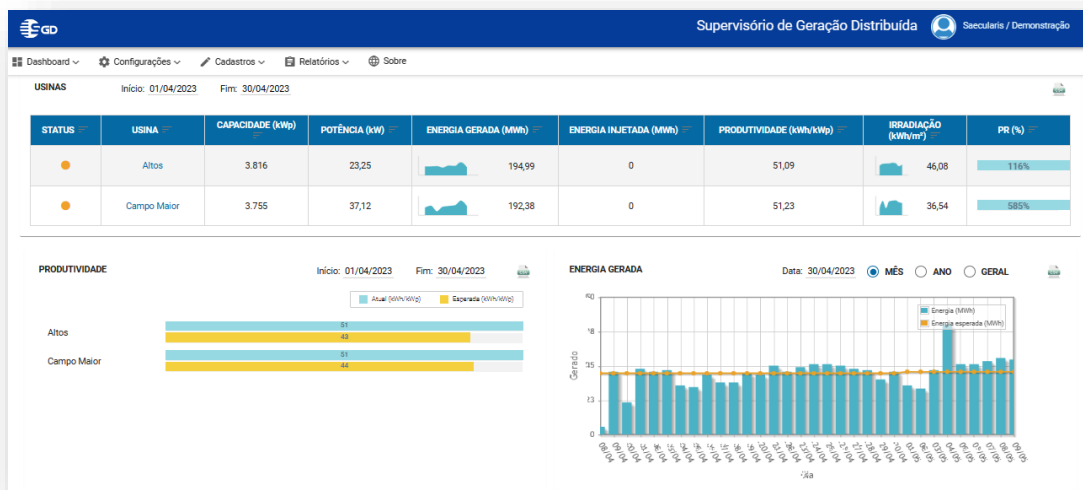 GD
Supervisório de Geração Distribuída
Saecularis / Demonstração
Dashboard
Configurações
Cadastros
Relatórios
Sobre
USINAS
Início: 01/04/2023
Fim: 30/04/2023
STATUS
USINA
CAPACIDADE (kWp)
POTÊNCIA (kW)
ENERGIA GERADA (MWh)
ENERGIA INJETADA (MWh)
PRODUTIVIDADE (kWh/kWp)
IRRADIAÇÃO
(kWh/m²)
PR (%)
Altos
3.816
23,25
194,99
0
51,09
46,08
116%
Campo Maior
3.755
37,12
192,38
0
51,23
36,54
585%
PRODUTIVIDADE
Início: 01/04/2023
Fim: 30/04/2023
Atual (kWh/kWp)
Esperada (kWh/kWp)
Altos
51
43
Campo Maior
51
44
ENERGIA GERADA
Data: 30/04/2023
MÊS
ANO
GERAL
Energia (MWh)
Energia esperada (MWh)
Gerado
0
08/04
09/04